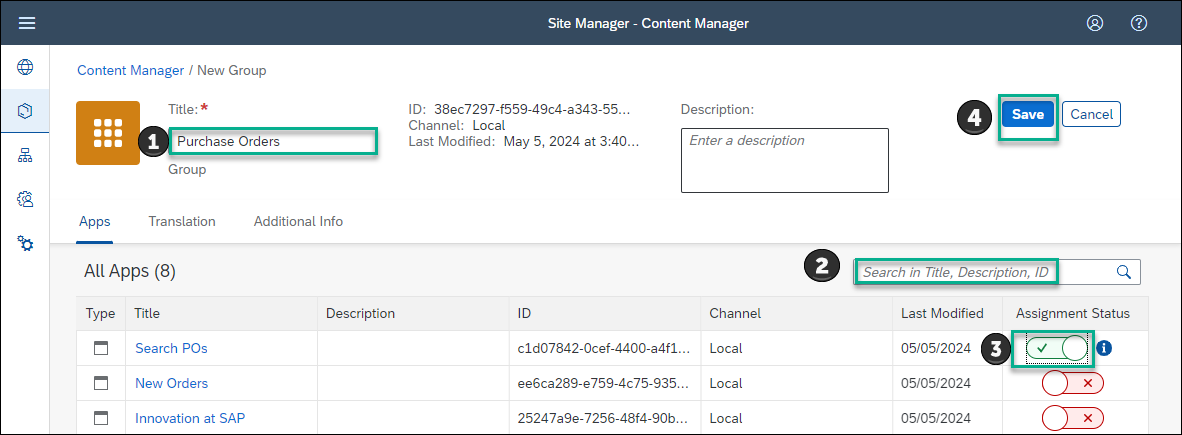 Site Manager - Content Manager
Content Manager / New Group
Title: *
ID: 38ec7297-f559-49c4-a343-55...
Description:
4
Save
Cancel
1
Purchase Orders
Channel: Local
Enter a description
Last Modified: May 5, 2024 at 3:40...
Group
Apps
Translation
Additional Info
All Apps (8)
2
Search in Title, Description, ID
Type
Title
Description
ID
Channel
Last Modified
Assignment Status
Search POs
c1d07842-0cef-4400-a4f1...
Local
05/05/2024
3
New Orders
ee6ca289-e759-4c75-935...
Local
05/05/2024
Innovation at SAP
25247a9e-7256-48f4-90b...
Local
05/05/2024